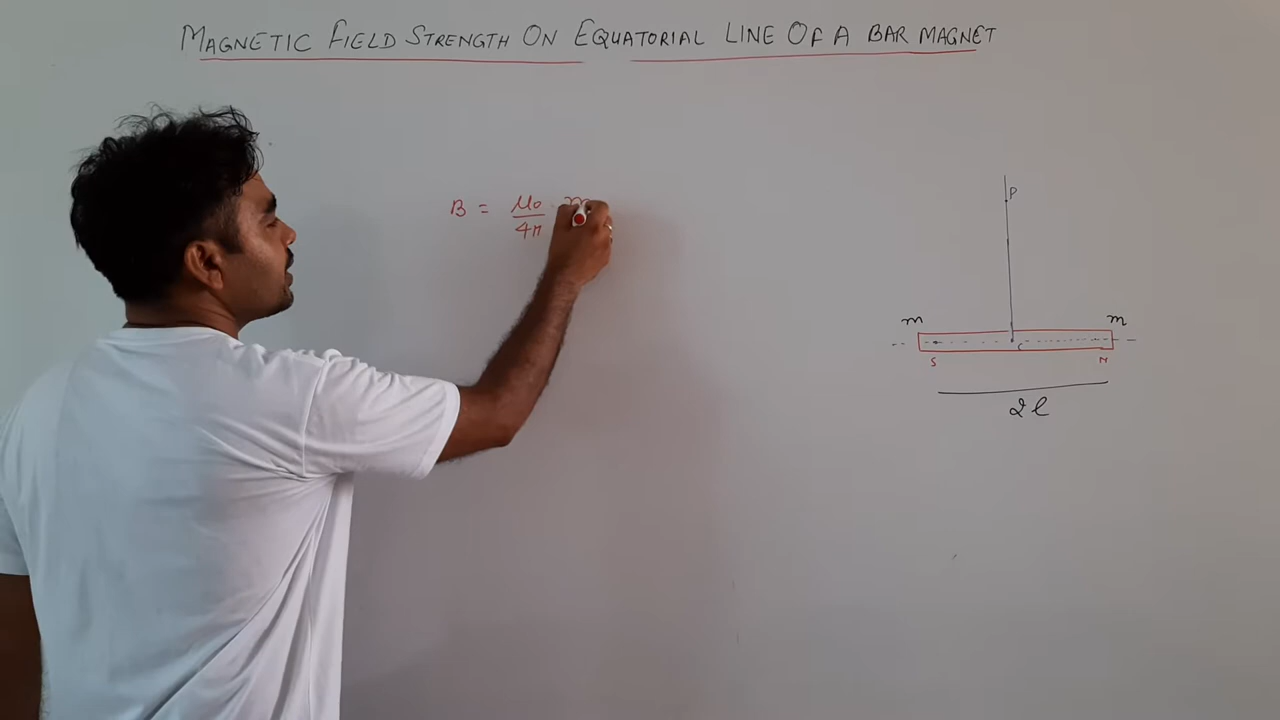 MAGNETIC FIELD STRENGTH ON EQUATORIAL LINE OF A BAR MAGNET
P
B = μ₀/4π m
m m
C
S N
2l